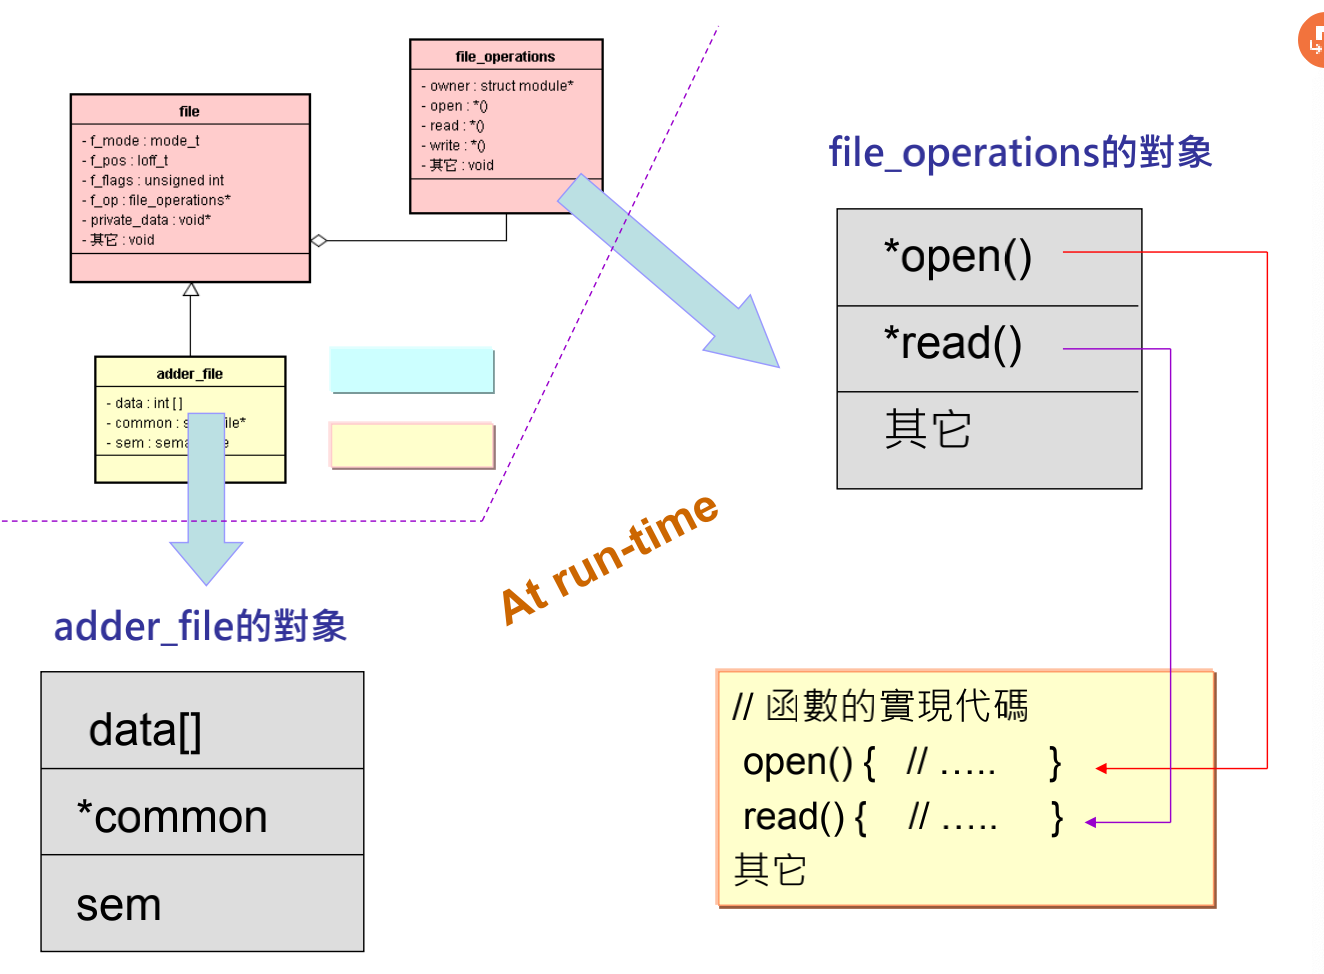 file_operations
- owner : struct module*
- open : *()
- read : *()
- write : *()
- 其它 : void
file
- f_mode : mode_t
- f_pos : loff_t
- f_flags : unsigned int
- f_op : file_operations*
- private_data : void*
- 其它 : void
adder_file
- data : int [ ]
- common : s ile*
- sem : sema e
file_operations的對象
*open()
*read()
其它
At run-time
adder_file的對象
data[]
*common
sem
// 函數的實現代碼
open() { // ..... }
read() { // ..... }
其它